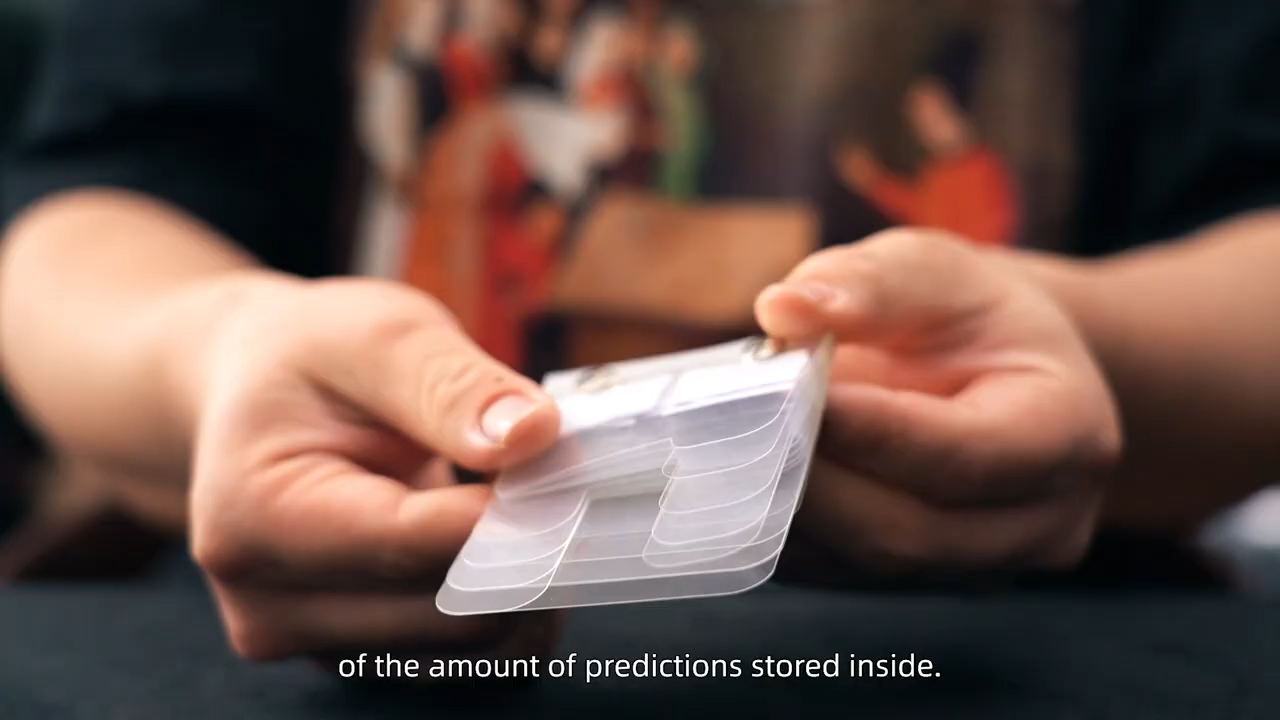 of the amount of predictions stored inside.